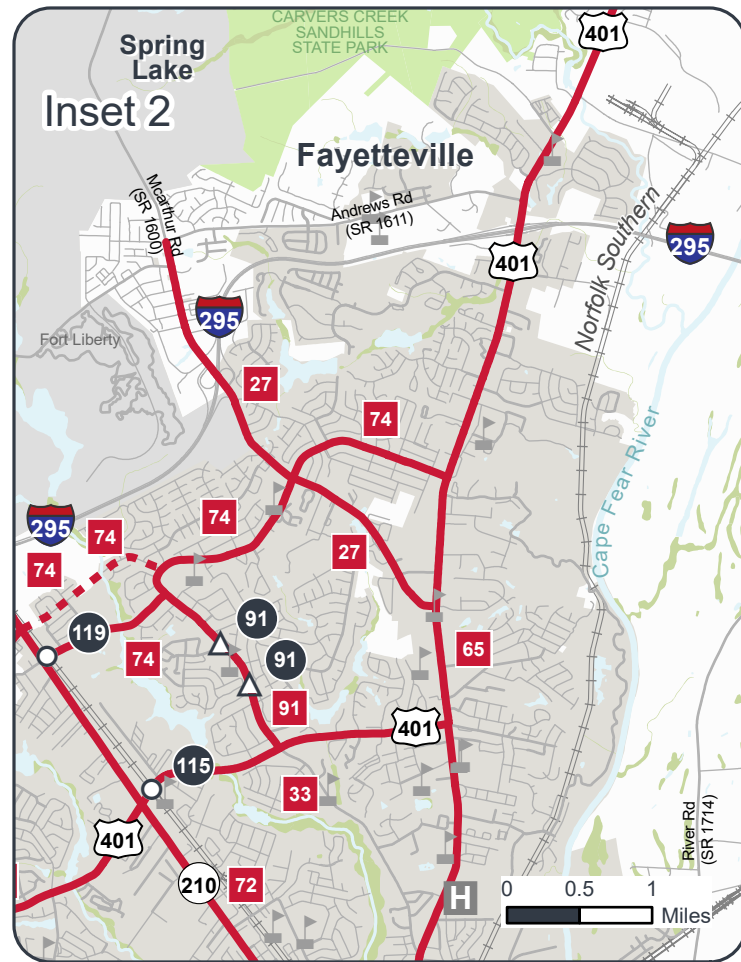 CARVERS CREEK
SANDHILLS
STATE PARK
401
Spring
Lake
Inset 2
Fayetteville
Mcarthur Rd
(SR 1600)
Andrews Rd
(SR 1611)
401
295
Norfolk Southern
295
Fort Liberty
27
74
Cape Fear River
74
295
74
74
27
91
119
91
74
65
91
401
115
33
401
210
72
River Rd
(SR 1714)
H
0 0.5 1
Miles